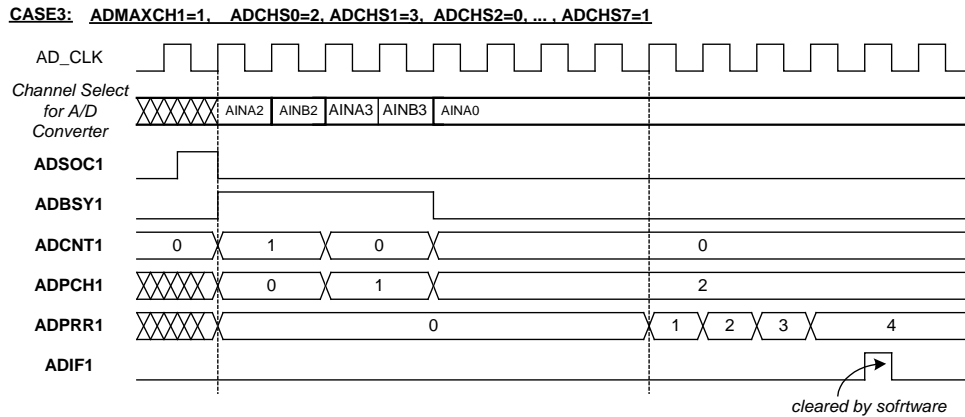 CASE3: ADMAXCH1=1, ADCHS0=2, ADCHS1=3, ADCHS2=0, ... , ADCHS7=1
AD_CLK
Channel Select
for A/D
Converter
AINA2 AINB2 AINA3 AINB3 AINA0
ADSOC1
ADBSY1
ADCNT1 0 1 0 0
ADPCH1 0 1 2
ADPRR1 0 1 2 3 4
ADIF1
cleared by sofrtware